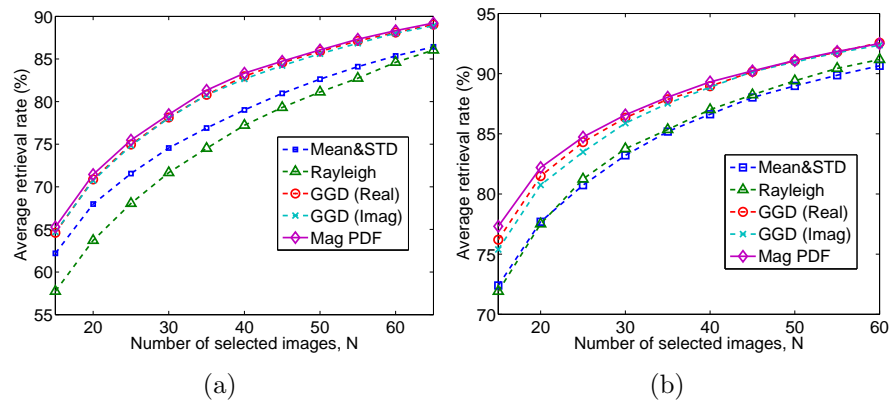 90
85
80
75
70
65
60
55
Average retrieval rate (%)
20
30
40
50
60
Number of selected images, N
Mean&STD
Rayleigh
GGD (Real)
GGD (Imag)
Mag PDF
(a)
95
90
85
80
75
70
Average retrieval rate (%)
20
30
40
50
60
Number of selected images, N
Mean&STD
Rayleigh
GGD (Real)
GGD (Imag)
Mag PDF
(b)